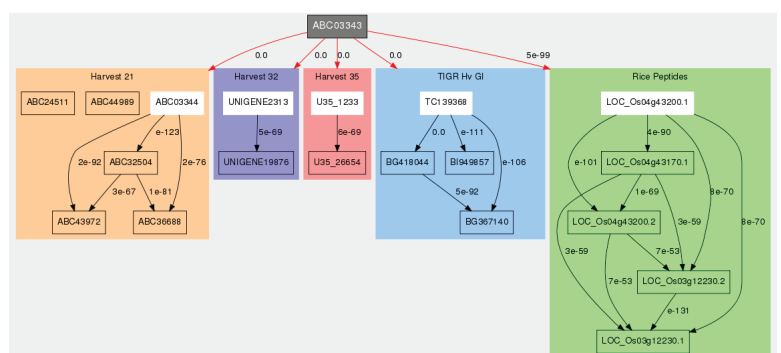 ABC03343
0.0
0.0
0.0
0.0
5e-99
Harvest 21
Harvest 32
Harvest 35
TIGR Hv GI
Rice Peptides
ABC24511
ABC44989
ABC03344
UNIGENE2313
U35_1233
TC139368
LOC_Os04g43200.1
e-123
5e-69
6e-69
0.0
e-111
4e-90
2e-92
ABC32504
2e-76
UNIGENE19876
U35_26654
BG418044
BI949857
e-106
e-101
LOC_Os04g43170.1
3e-67
1e-81
5e-92
1e-69
8e-70
ABC43972
ABC36688
BG367140
LOC_Os04g43200.2
3e-59
8e-70
3e-59
7e-53
7e-53
LOC_Os03g12230.2
e-131
LOC_Os03g12230.1